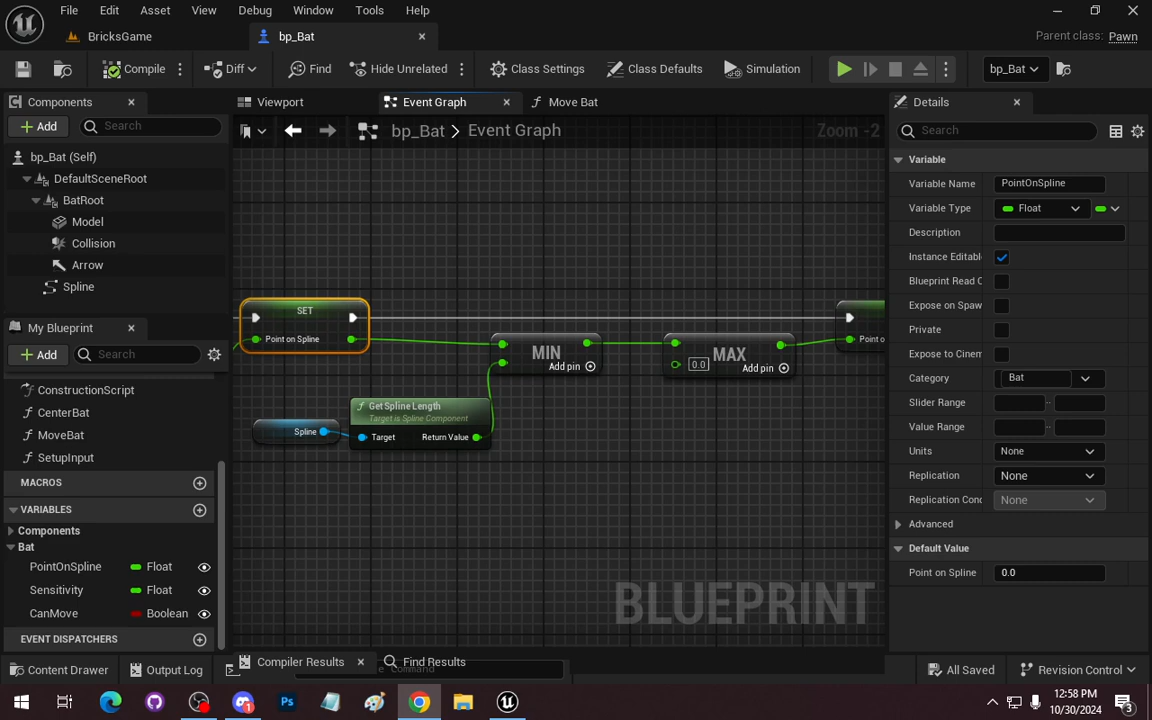 File Edit Asset View Debug Window Tools Help
BricksGame
bp_Bat
Parent class: Pawn
Compile
Diff
Find
Hide Unrelated
Class Settings
Class Defaults
Simulation
bp_Bat
Components
Add
Search
bp_Bat (Self)
DefaultSceneRoot
BatRoot
Model
Collision
Arrow
Spline
My Blueprint
Add
Search
ConstructionScript
CenterBat
MoveBat
SetupInput
MACROS
VARIABLES
Components
Bat
PointOnSpline Float
Sensitivity Float
CanMove Boolean
EVENT DISPATCHERS
Viewport
Event Graph
Move Bat
bp_Bat > Event Graph
Zoom -2
SET
Point on Spline
MIN
Add pin
MAX
0.0
Add pin
Point o
Get Spline Length
Target is Spline Component
Spline
Target Return Value
BLUEPRINT
Compiler Results
Find Results
Details
Search
Variable
Variable Name PointOnSpline
Variable Type Float
Description
Instance Editabl
Blueprint Read O
Expose on Spaw
Private
Expose to Cinem
Category Bat
Slider Range
Value Range
Units None
Replication None
Replication Conc None
Advanced
Default Value
Point on Spline 0.0
Content Drawer
Output Log
All Saved
Revision Control
12:58 PM
10/30/2024
3